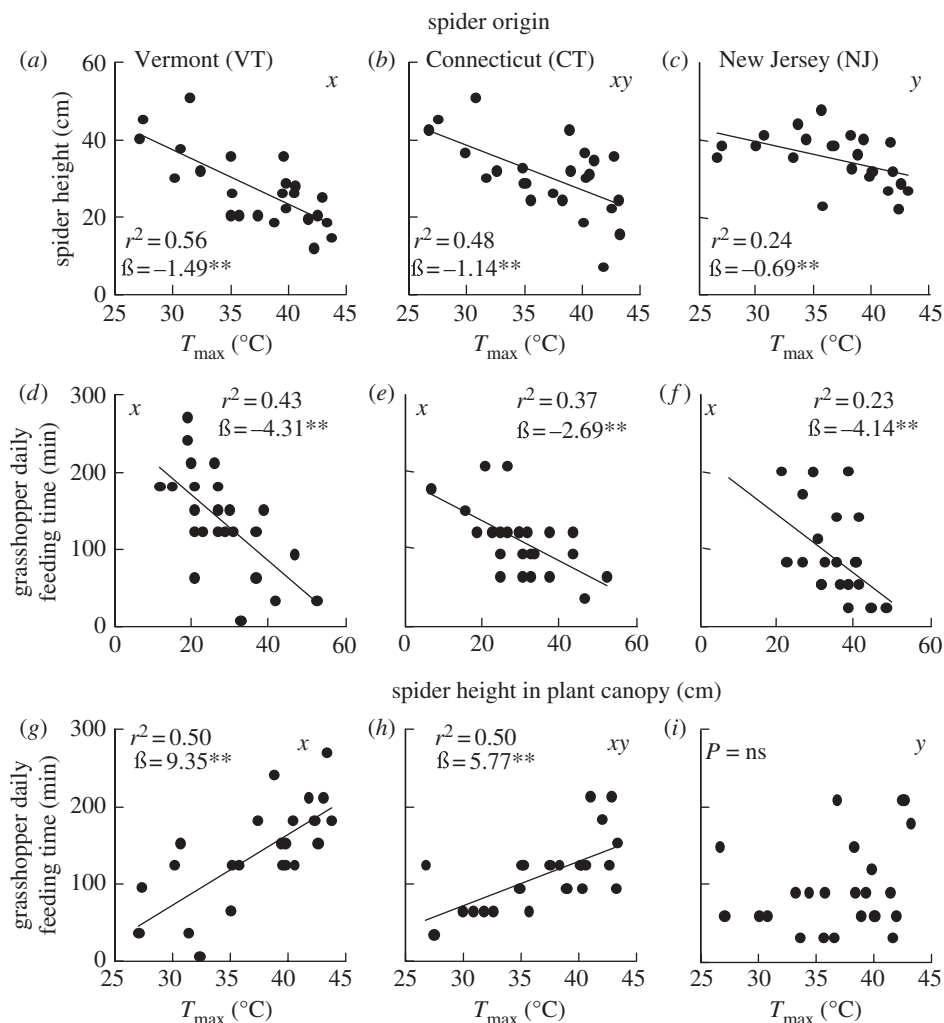 spider origin
(a) Vermont (VT) x
(b) Connecticut (CT) xy
(c) New Jersey (NJ) y
spider height (cm)
60
40
20
0
r² = 0.56
ß = –1.49**
r² = 0.48
ß = –1.14**
r² = 0.24
ß = –0.69**
25 30 35 40 45
25 30 35 40 45
25 30 35 40 45
Tmax (°C)
Tmax (°C)
Tmax (°C)
(d) x
r² = 0.43
ß = –4.31**
(e) x
r² = 0.37
ß = –2.69**
(f) x
r² = 0.23
ß = –4.14**
grasshopper daily
feeding time (min)
300
200
100
0
0 20 40 60
0 20 40 60
0 20 40 60
spider height in plant canopy (cm)
(g) x
r² = 0.50
ß = 9.35**
(h) xy
r² = 0.50
ß = 5.77**
(i) y
P = ns
grasshopper daily
feeding time (min)
300
200
100
0
25 30 35 40 45
25 30 35 40 45
25 30 35 40 45
Tmax (°C)
Tmax (°C)
Tmax (°C)